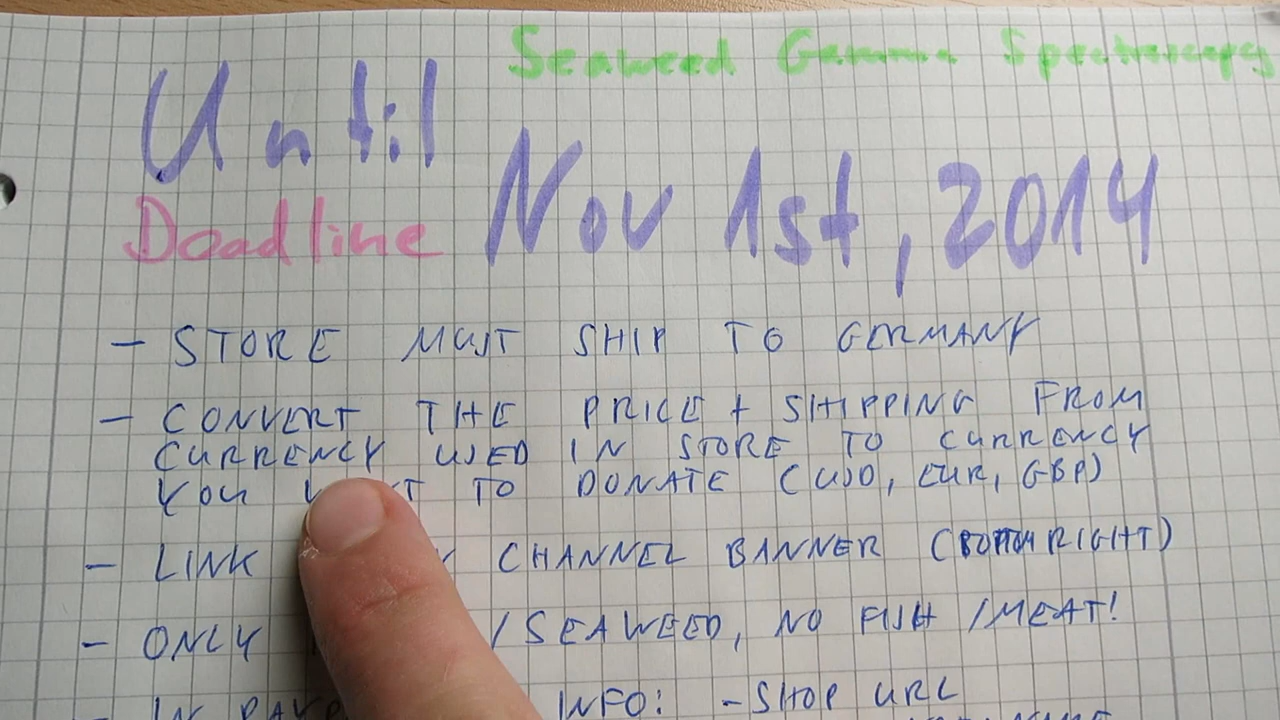 Seaweed Gamma Spectroscopy
Until
Deadline Nov 1st, 2014
- STORE MUST SHIP TO GERMANY
- CONVERT THE PRICE + SHIPPING FROM
CURRENCY USED IN STORE TO CURRENCY
YOU TO DONATE (USD, EUR, GBP)
- LINK CHANNEL BANNER (BOTTOM RIGHT)
- ONLY /SEAWEED, NO FISH /MEAT!
- IN INFO: - SHOP URL